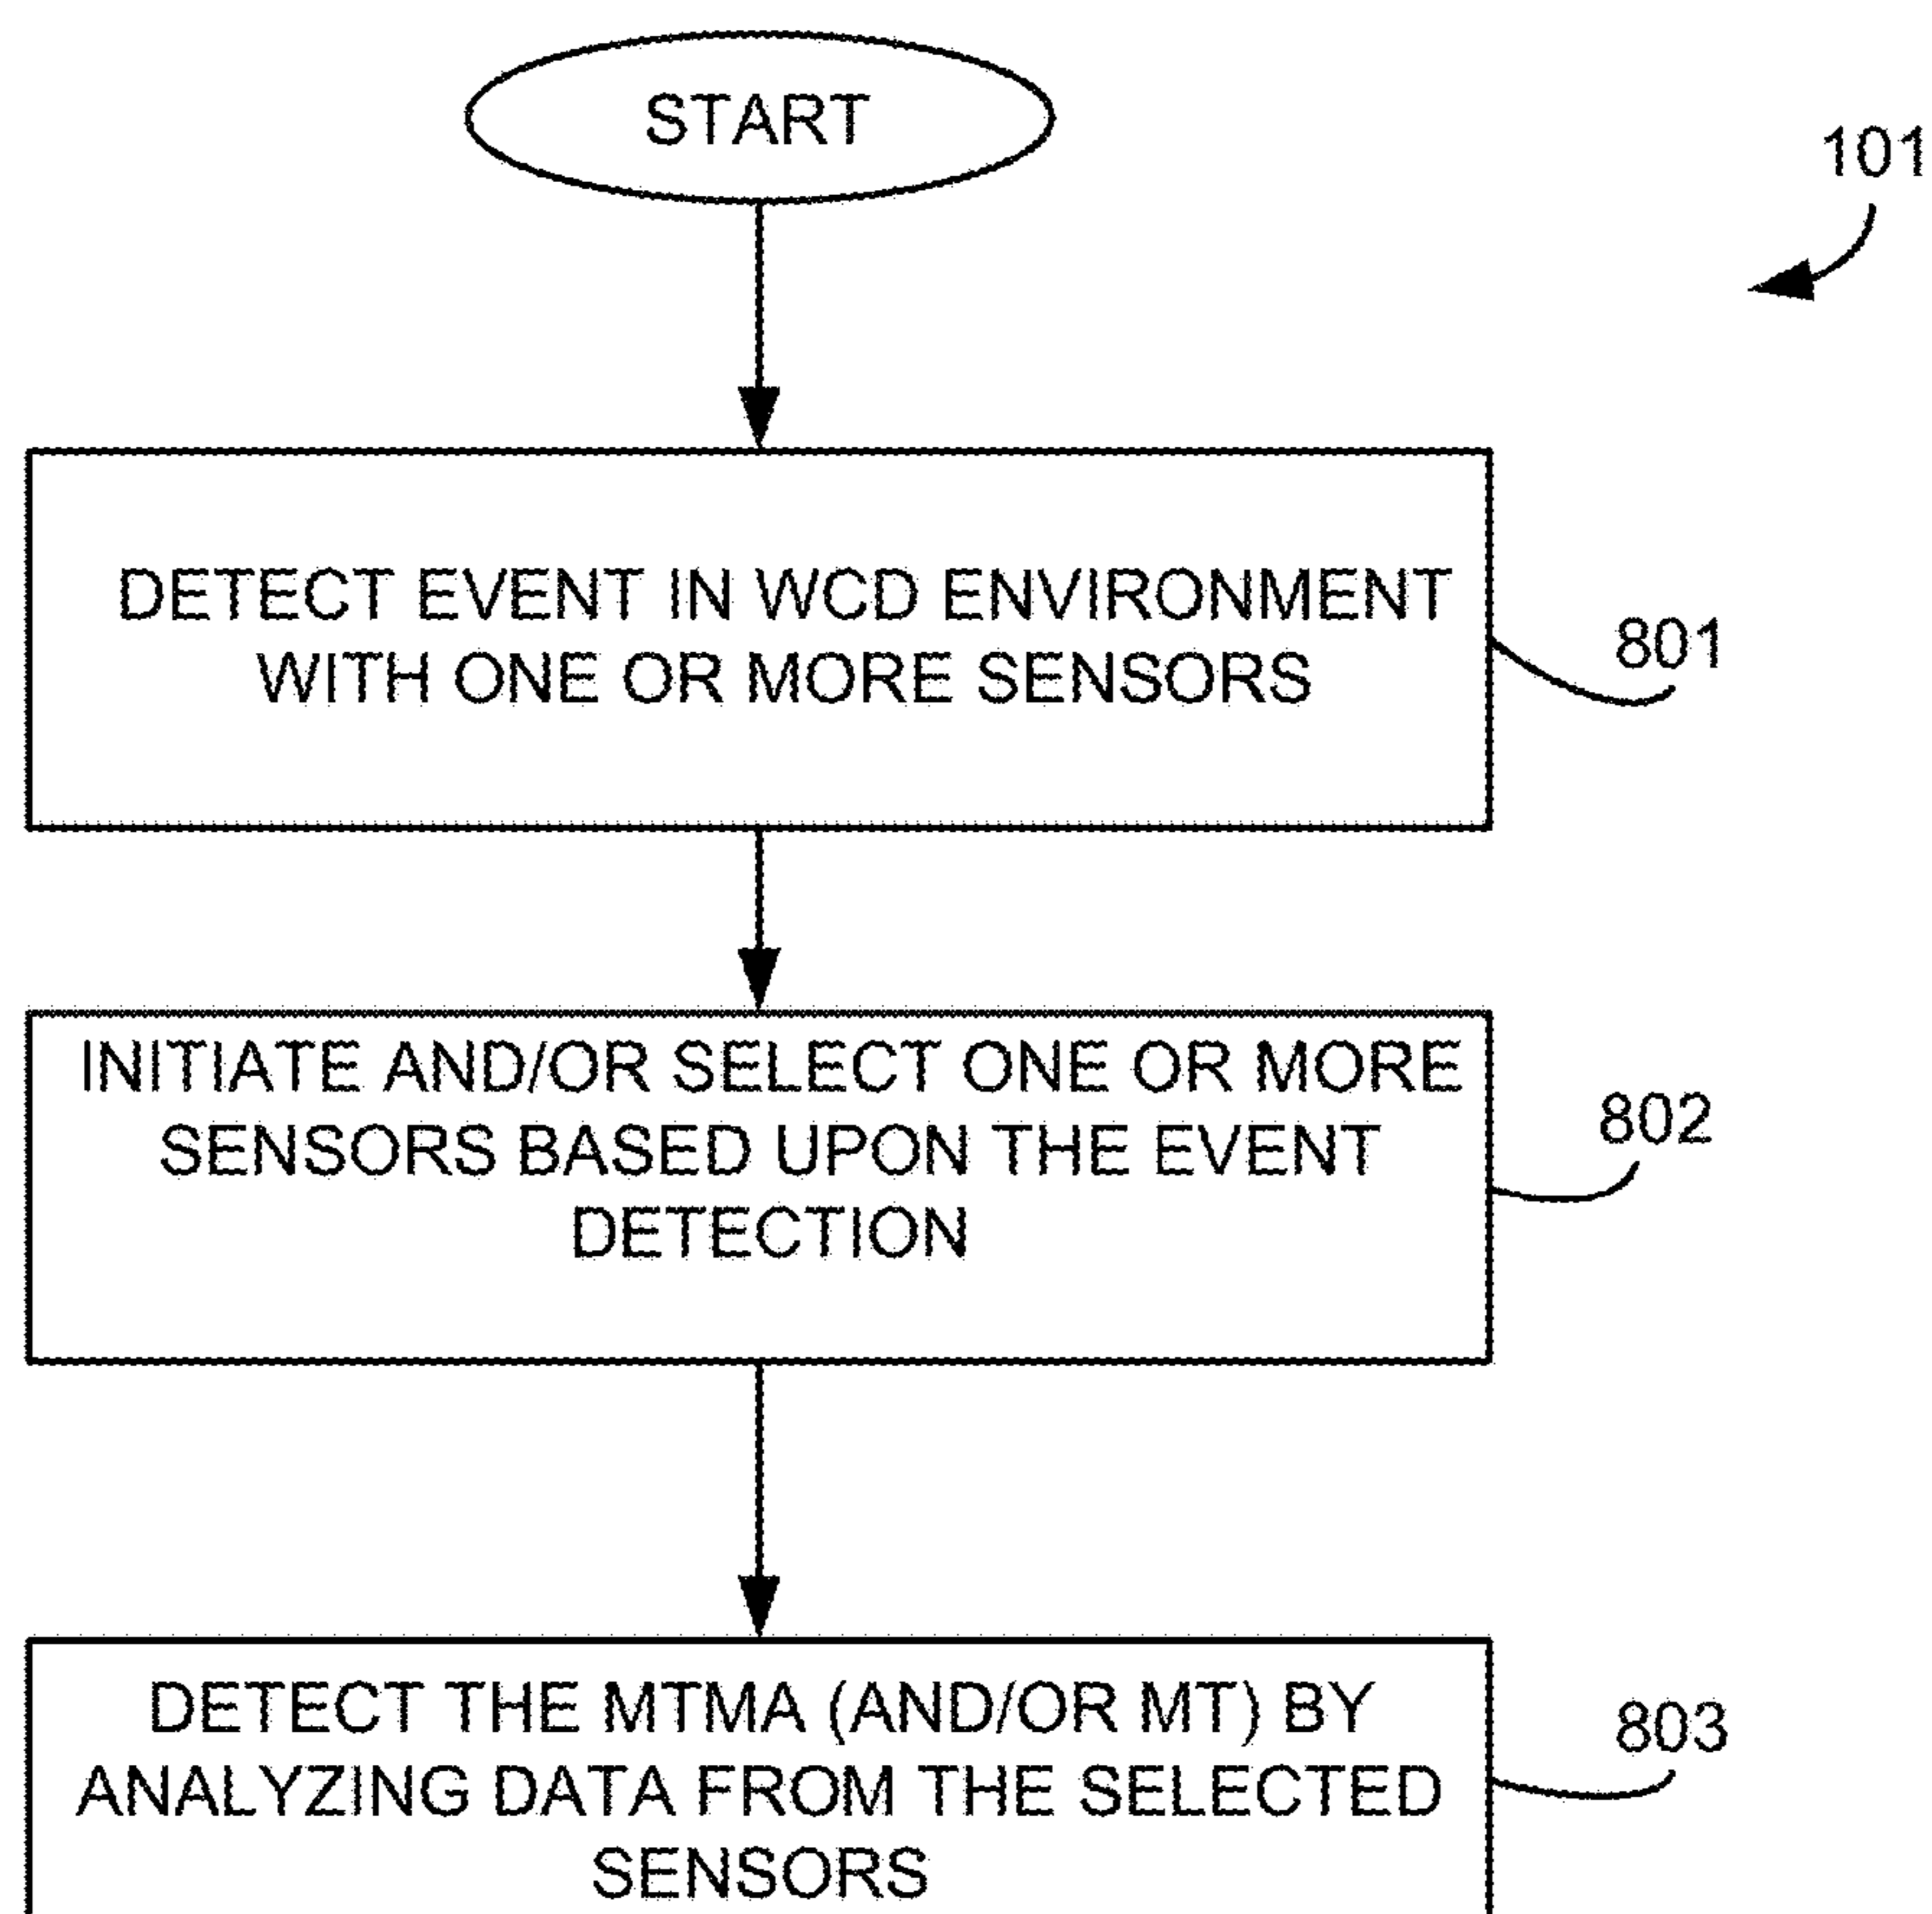 START
101
DETECT EVENT IN WCD ENVIRONMENT
WITH ONE OR MORE SENSORS
801
INITIATE AND/OR SELECT ONE OR MORE
SENSORS BASED UPON THE EVENT
DETECTION
802
DETECT THE MTMA (AND/OR MT) BY
ANALYZING DATA FROM THE SELECTED
SENSORS
803